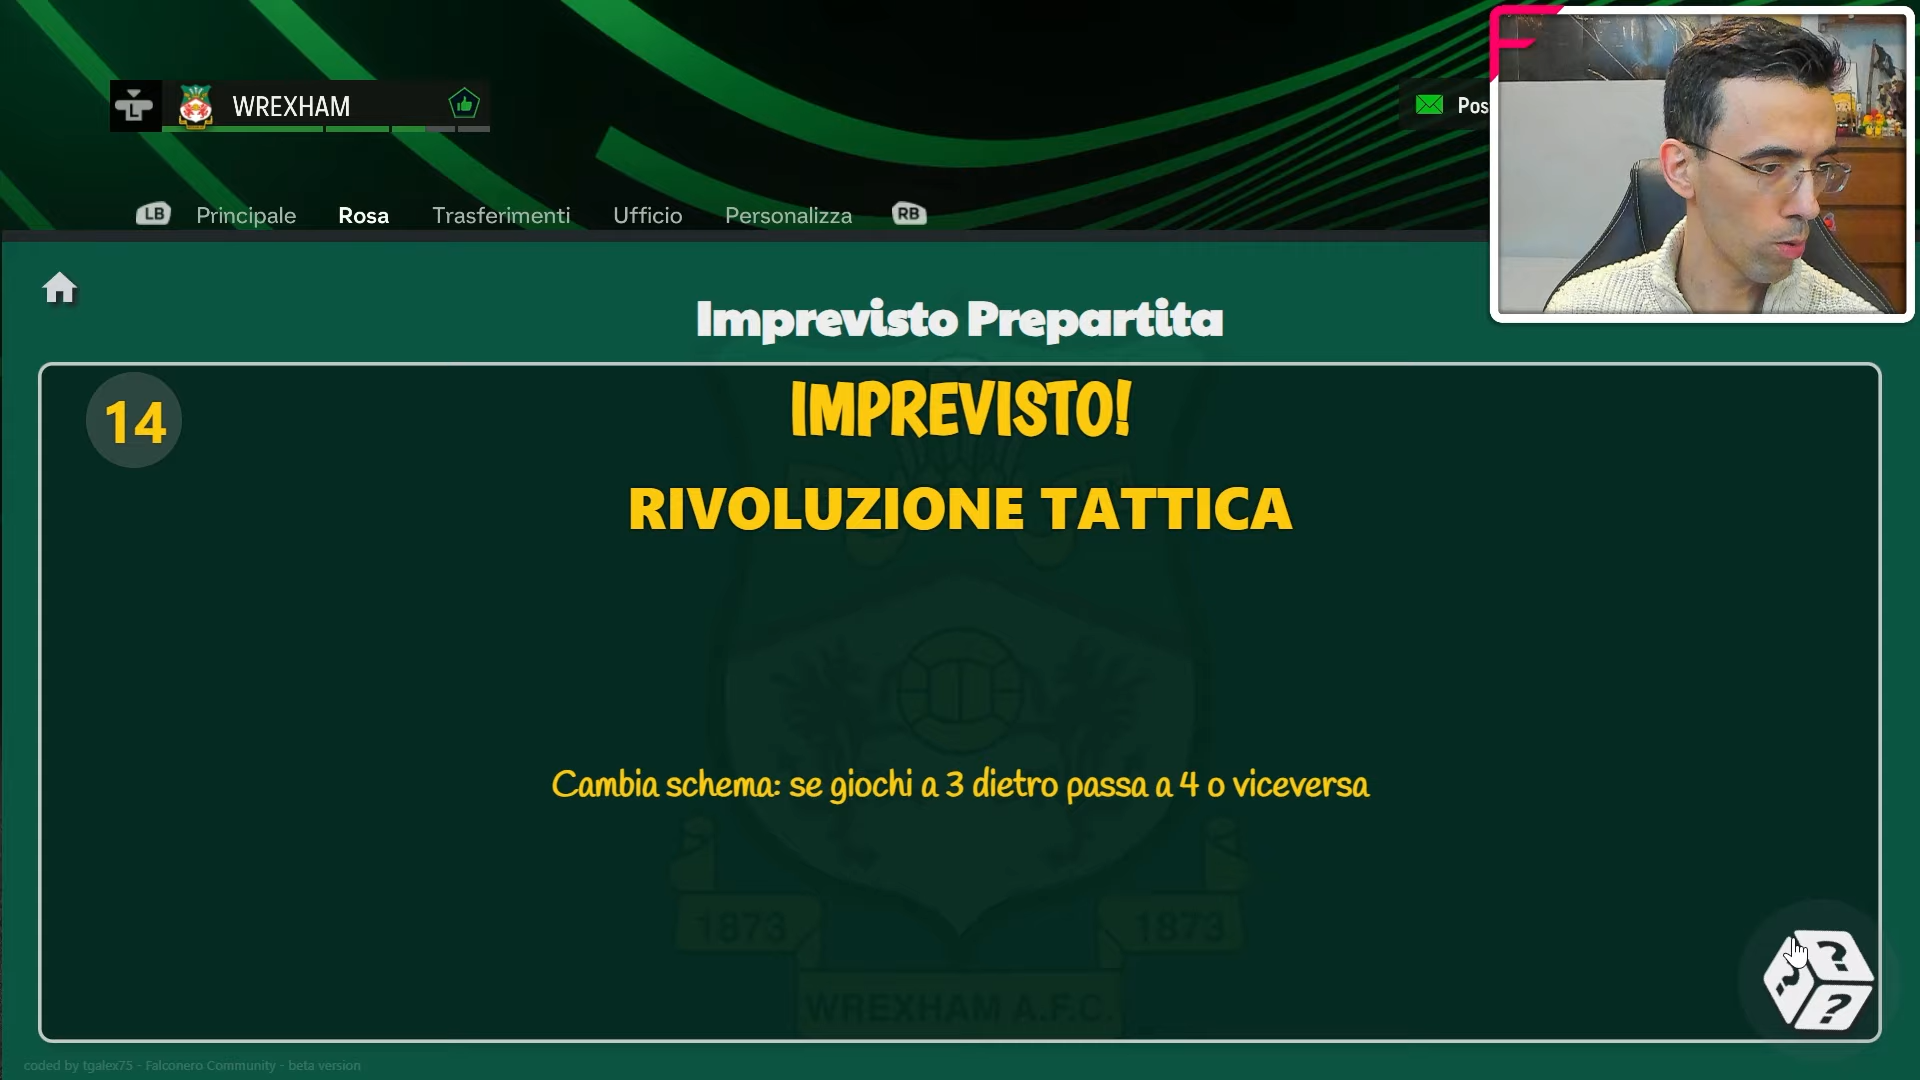 L
WREXHAM
Pos
LB
Principale
Rosa
Trasferimenti
Ufficio
Personalizza
RB
Imprevisto Prepartita
14
IMPREVISTO!
RIVOLUZIONE TATTICA
Cambia schema: se giochi a 3 dietro passa a 4 o viceversa
1873
1873
WREXHAM A.F.C.
? ? ?
coded by tgalex75 - Falconero Community - beta version